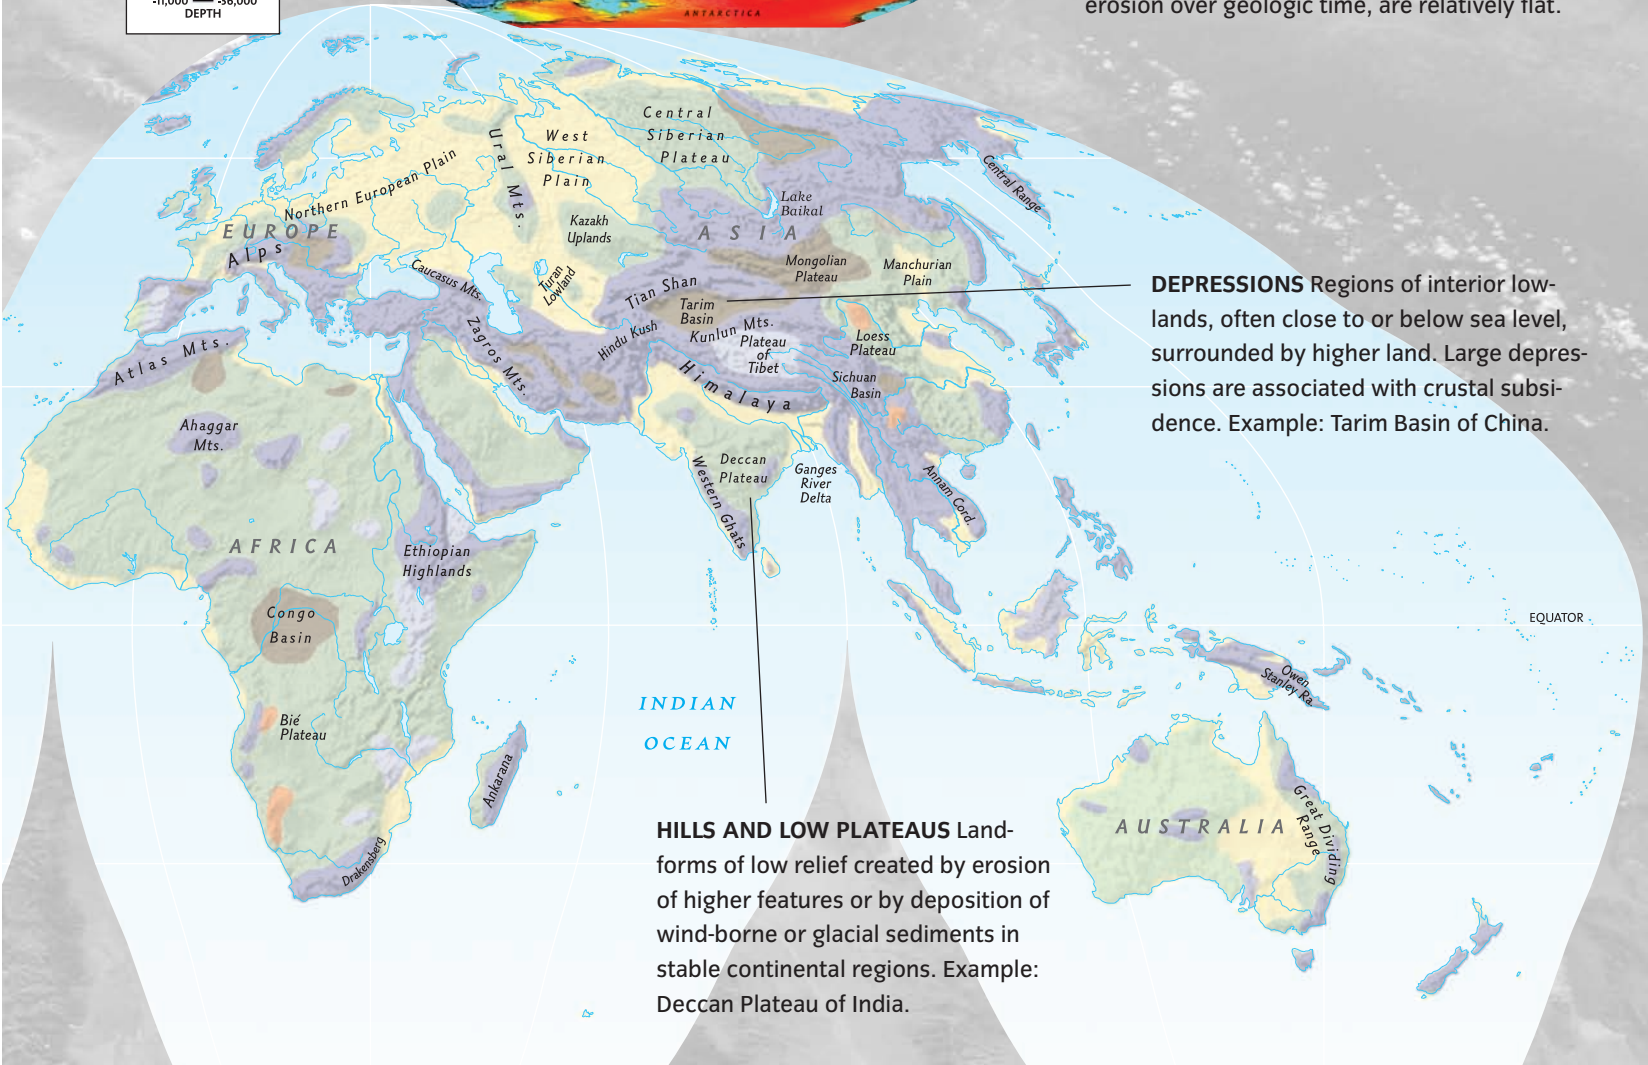 -11,000 -36,000
DEPTH
ANTARCTICA
erosion over geologic time, are relatively flat.
Central
Siberian
Plateau
West
Siberian
Plain
Ural Mts.
Northern European Plain
Central Range
Lake
Baikal
EUROPE
ASIA
Kazakh
Uplands
Alps
Caucasus Mts.
Turan
Lowland
Mongolian
Plateau
Manchurian
Plain
Tian Shan
Tarim
Basin
Kunlun Mts.
Hindu Kush
Plateau
of
Tibet
Loess
Plateau
Zagros Mts.
Atlas Mts.
Himalaya
Sichuan
Basin
DEPRESSIONS Regions of interior low-
lands, often close to or below sea level,
surrounded by higher land. Large depres-
sions are associated with crustal subsi-
dence. Example: Tarim Basin of China.
Ahaggar
Mts.
Deccan
Plateau
Western Ghats
Ganges
River
Delta
Annam Cord.
AFRICA
Ethiopian
Highlands
Congo
Basin
EQUATOR
Owen
Stanley Ra.
INDIAN
OCEAN
Bié
Plateau
Ankarana
Drakensberg
AUSTRALIA
Great Dividing
Range
HILLS AND LOW PLATEAUS Land-
forms of low relief created by erosion
of higher features or by deposition of
wind-borne or glacial sediments in
stable continental regions. Example:
Deccan Plateau of India.